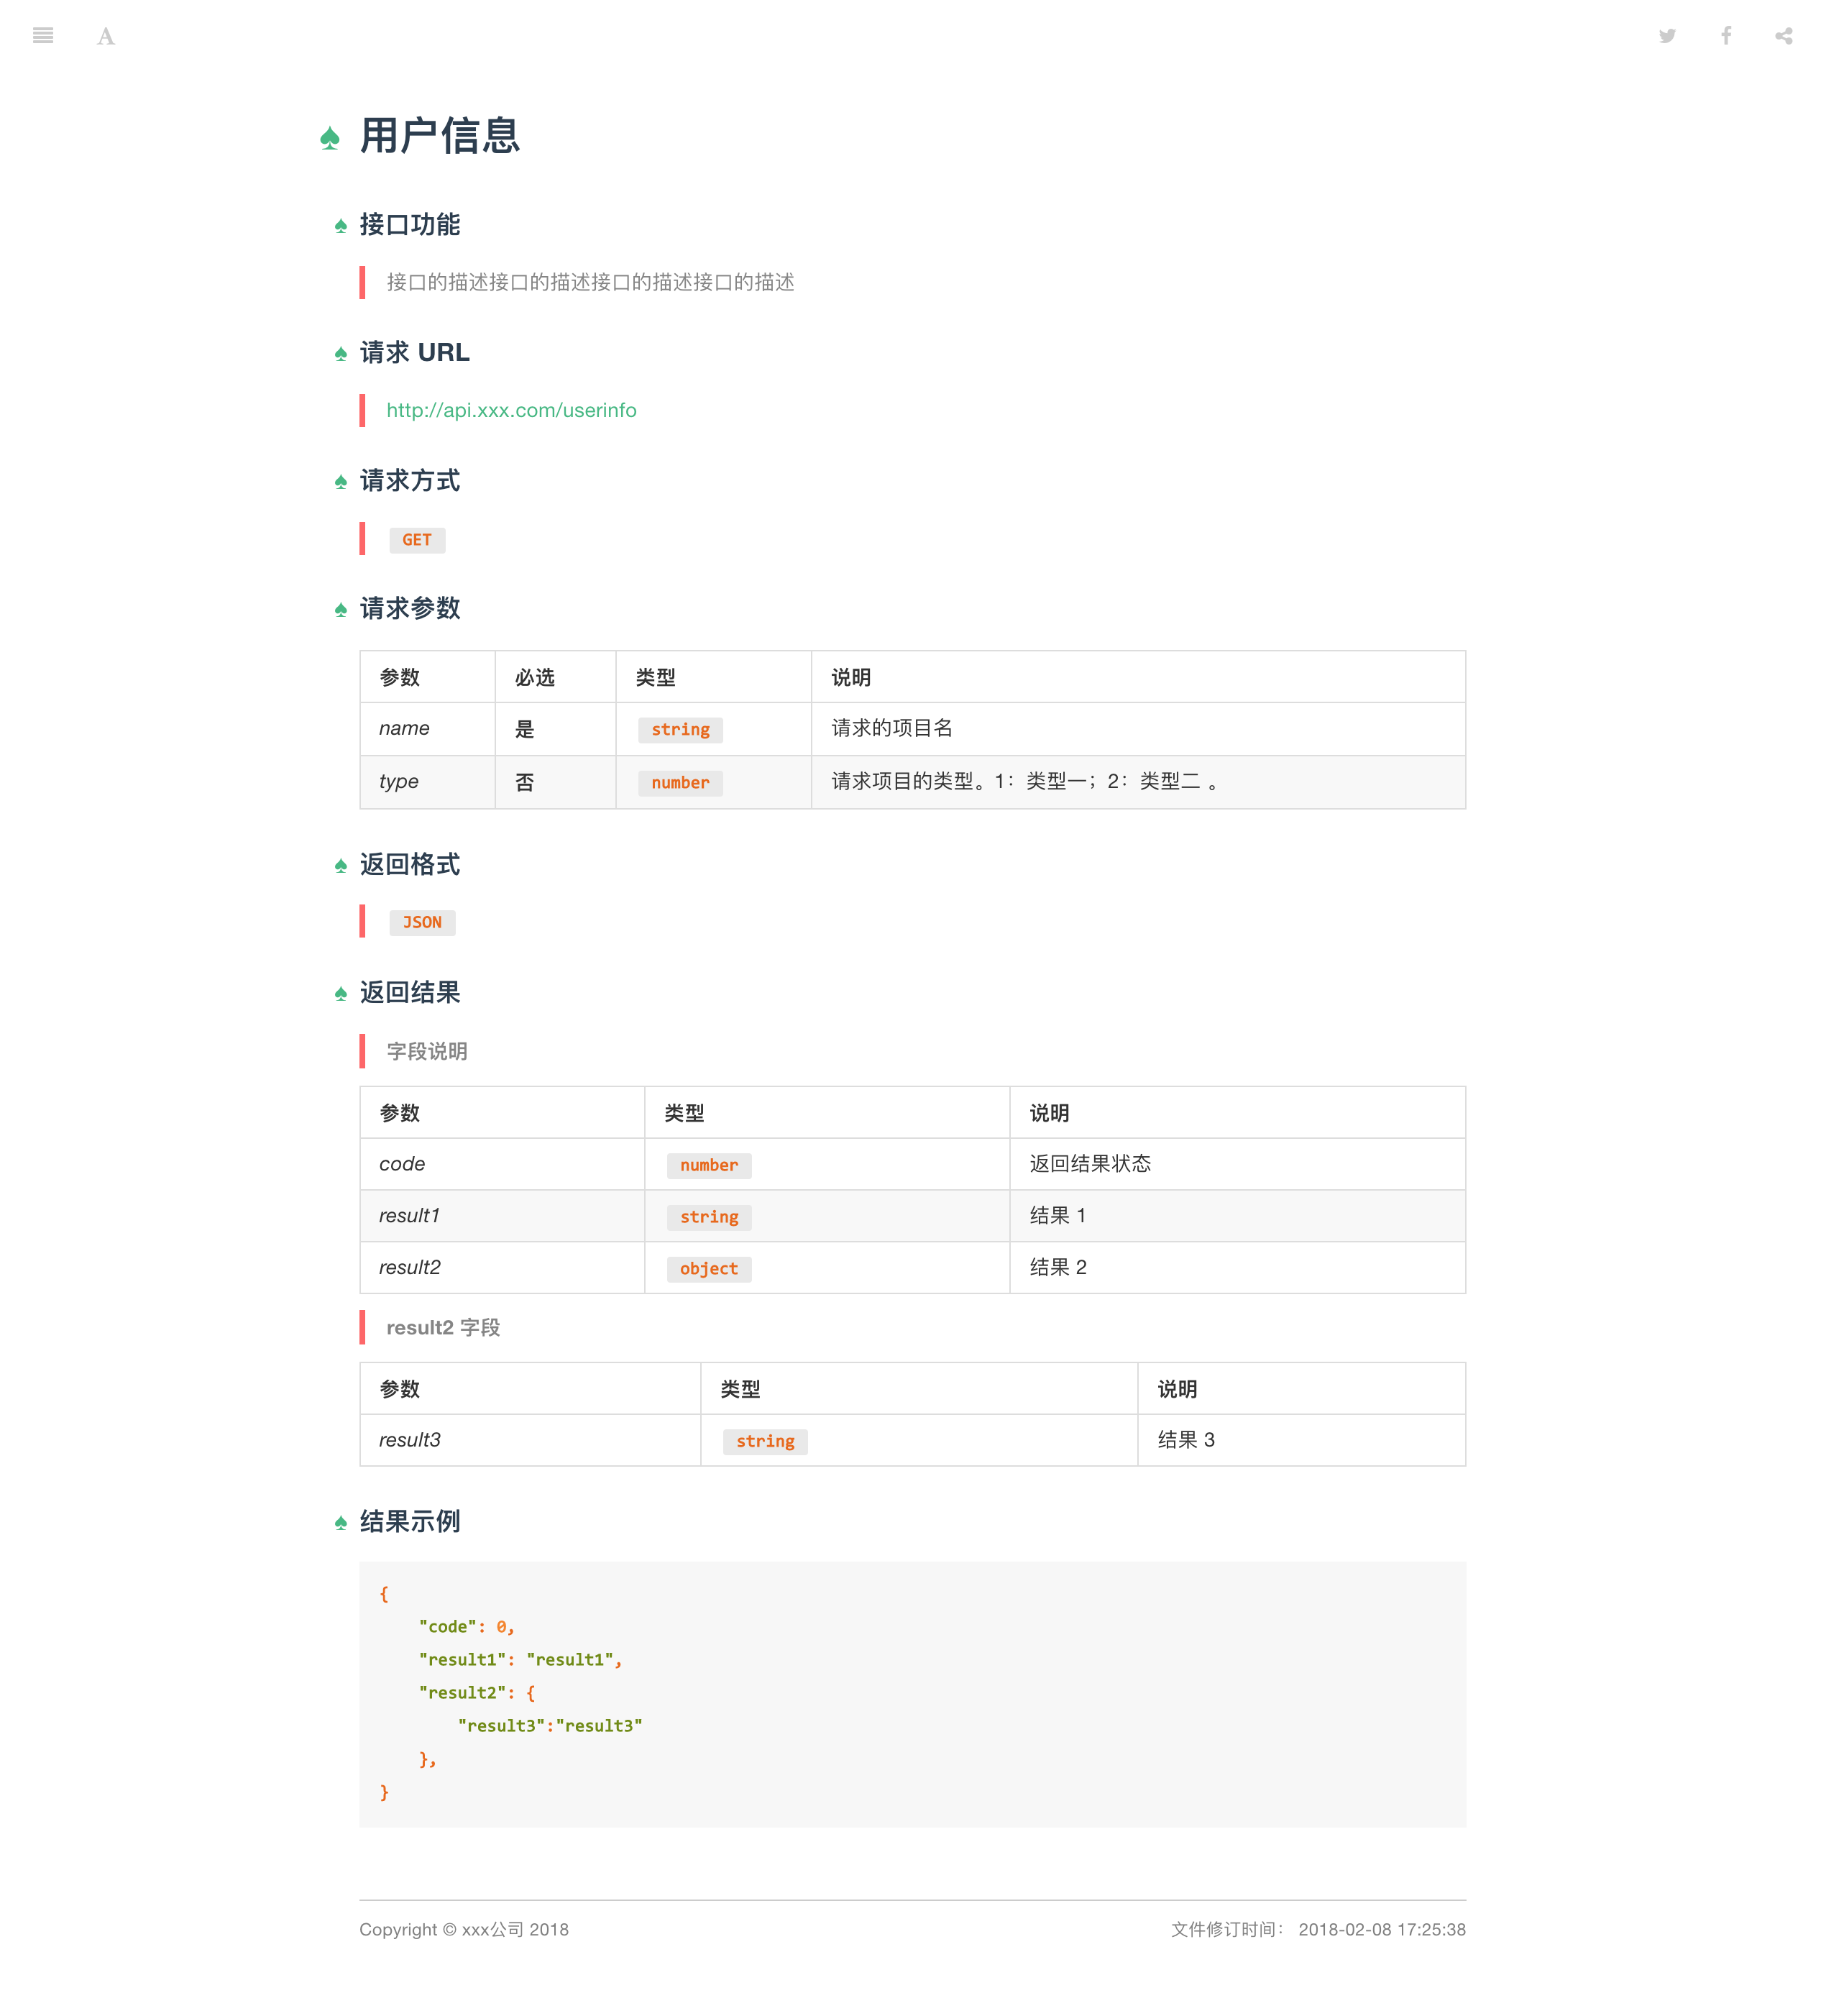 用户信息
接口功能
接口的描述接口的描述接口的描述接口的描述
请求 URL
http://api.xxx.com/userinfo
请求方式
GET
请求参数
参数 必选 类型 说明
name 是 string 请求的项目名
type 否 number 请求项目的类型。1：类型一；2：类型二 。
返回格式
JSON
返回结果
字段说明
参数 类型 说明
code number 返回结果状态
result1 string 结果 1
result2 object 结果 2
result2 字段
参数 类型 说明
result3 string 结果 3
结果示例
{
    "code": 0,
    "result1": "result1",
    "result2": {
        "result3":"result3"
    },
}
Copyright © xxx公司 2018 文件修订时间： 2018-02-08 17:25:38